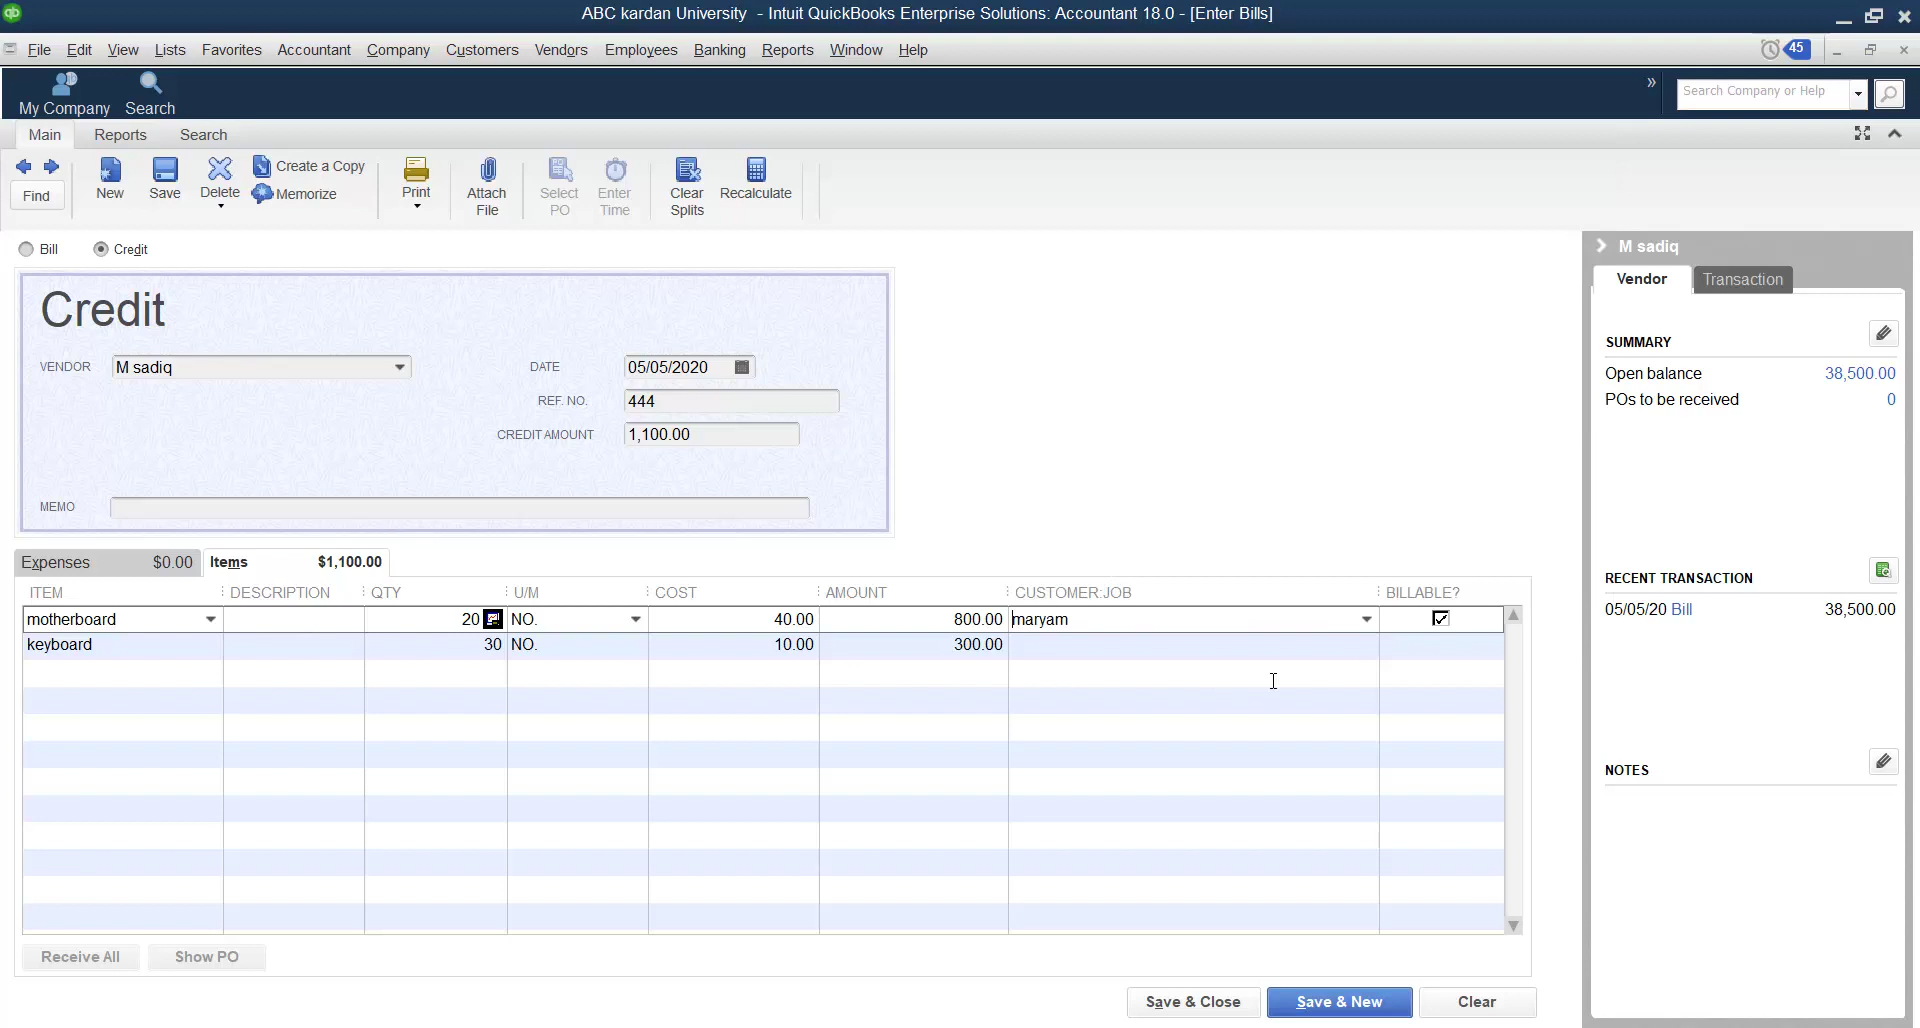 ABC kardan University - Intuit QuickBooks Enterprise Solutions: Accountant 18.0 - [Enter Bills]
File Edit View Lists Favorites Accountant Company Customers Vendors Employees Banking Reports Window Help 45
My Company Search Search Company or Help
Main Reports Search
Find New Save Delete Create a Copy Memorize Print Attach File Select PO Enter Time Clear Splits Recalculate
Bill Credit
Credit
VENDOR M sadiq DATE 05/05/2020
REF. NO. 444
CREDIT AMOUNT 1,100.00
MEMO
Expenses $0.00 Items $1,100.00
ITEM DESCRIPTION QTY U/M COST AMOUNT CUSTOMER:JOB BILLABLE?
motherboard 20 NO. 40.00 800.00 maryam
keyboard 30 NO. 10.00 300.00
Receive All Show PO
Save & Close Save & New Clear
M sadiq
Vendor Transaction
SUMMARY
Open balance 38,500.00
POs to be received 0
RECENT TRANSACTION
05/05/20 Bill 38,500.00
NOTES